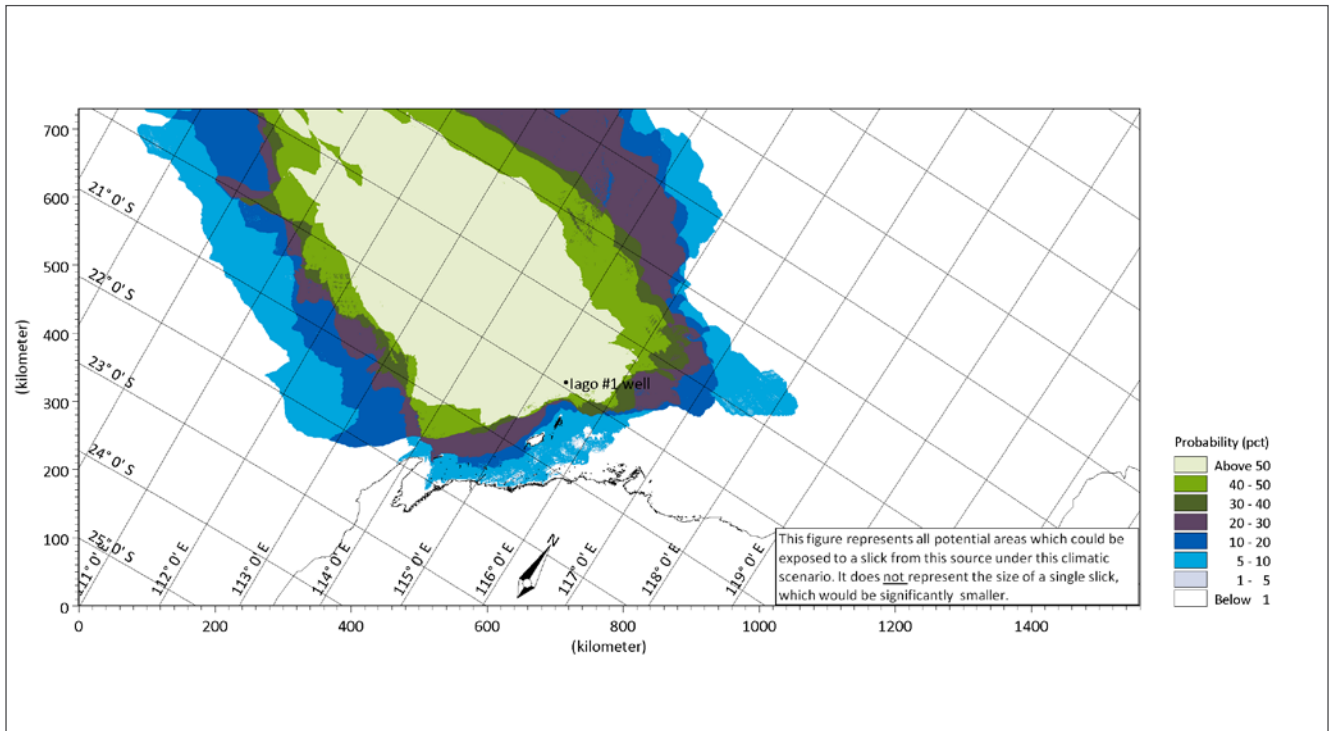 700
600
500
400
300
200
100
0
(kilometer)
21° 0' S
22° 0' S
23° 0' S
24° 0' S
25° 0' S
111° 0' E
112° 0' E
113° 0' E
114° 0' E
115° 0' E
116° 0' E
117° 0' E
118° 0' E
119° 0' E
Iago #1 well
N
This figure represents all potential areas which could be
exposed to a slick from this source under this climatic
scenario. It does not represent the size of a single slick,
which would be significantly smaller.
0
200
400
600
800
1000
1200
1400
(kilometer)
Probability (pct)
Above 50
40 - 50
30 - 40
20 - 30
10 - 20
5 - 10
1 - 5
Below 1